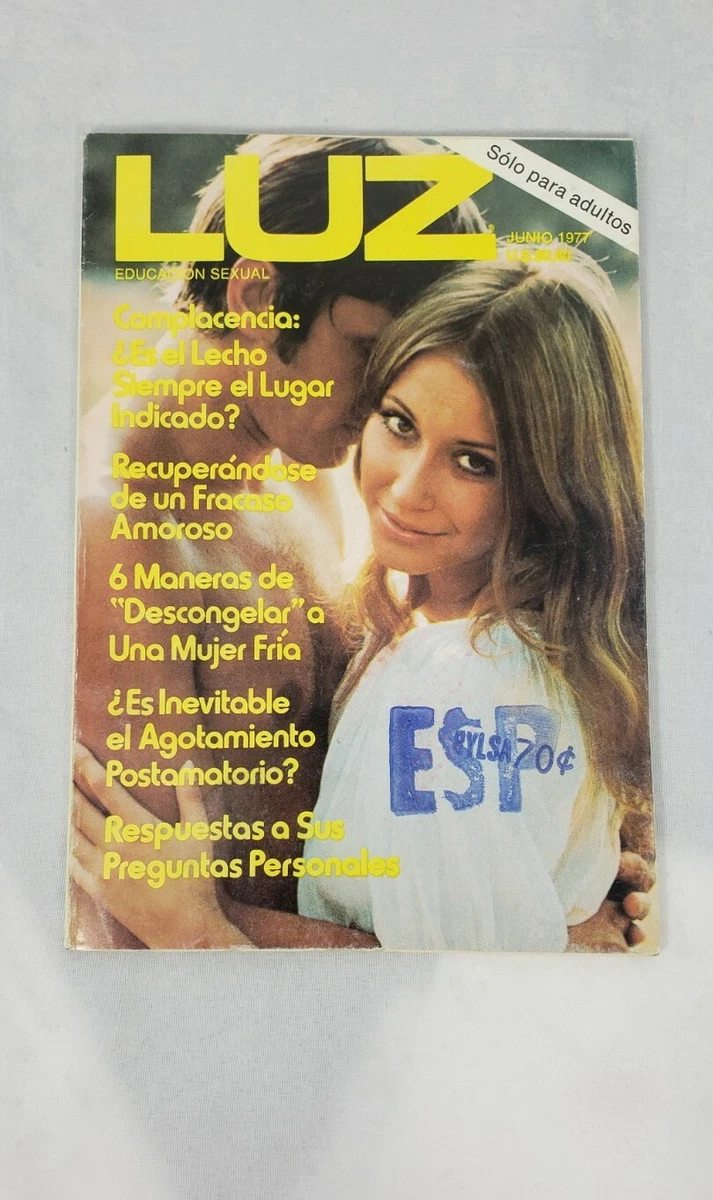 LUZ
Sólo para adultos
JUNIO 1977
EDUCACION SEXUAL
Complacencia:
¿Es el Lecho
Siempre el Lugar
Indicado?
Recuperándose
de un Fracaso
Amoroso
6 Maneras de
"Descongelar" a
Una Mujer Fría
¿Es Inevitable
el Agotamiento
Postamatorio?
Respuestas a Sus
Preguntas Personales
ESP
70¢